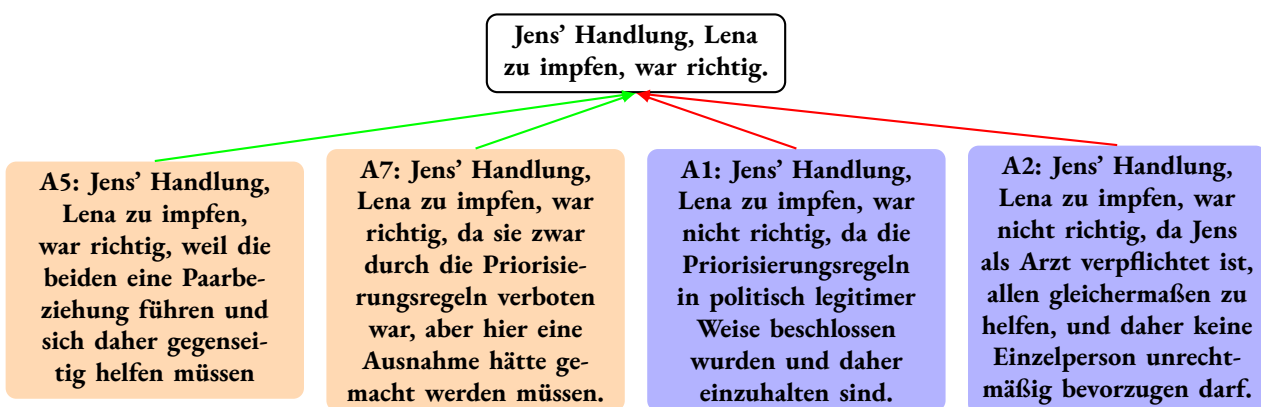 Jens’ Handlung, Lena
zu impfen, war richtig.
A5: Jens’ Handlung,
Lena zu impfen,
war richtig, weil die
beiden eine Paarbe-
ziehung führen und
sich daher gegensei-
tig helfen müssen
A7: Jens’ Handlung,
Lena zu impfen, war
richtig, da sie zwar
durch die Priorisie-
rungsregeln verboten
war, aber hier eine
Ausnahme hätte ge-
macht werden müssen.
A1: Jens’ Handlung,
Lena zu impfen, war
nicht richtig, da die
Priorisierungsregeln
in politisch legitimer
Weise beschlossen
wurden und daher
einzuhalten sind.
A2: Jens’ Handlung,
Lena zu impfen, war
nicht richtig, da Jens
als Arzt verpflichtet ist,
allen gleichermaßen zu
helfen, und daher keine
Einzelperson unrecht-
mäßig bevorzugen darf.